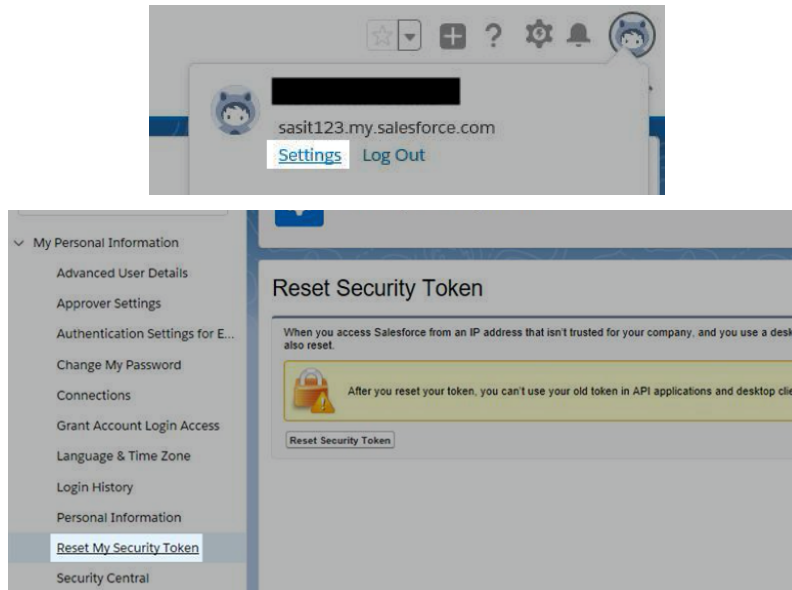 sasit123.my.salesforce.com
Settings Log Out
My Personal Information
Advanced User Details
Approver Settings
Authentication Settings for E...
Change My Password
Connections
Grant Account Login Access
Language & Time Zone
Login History
Personal Information
Reset My Security Token
Security Central
Reset Security Token
When you access Salesforce from an IP address that isn't trusted for your company, and you use a desk
also reset.
After you reset your token, you can't use your old token in API applications and desktop clie
Reset Security Token